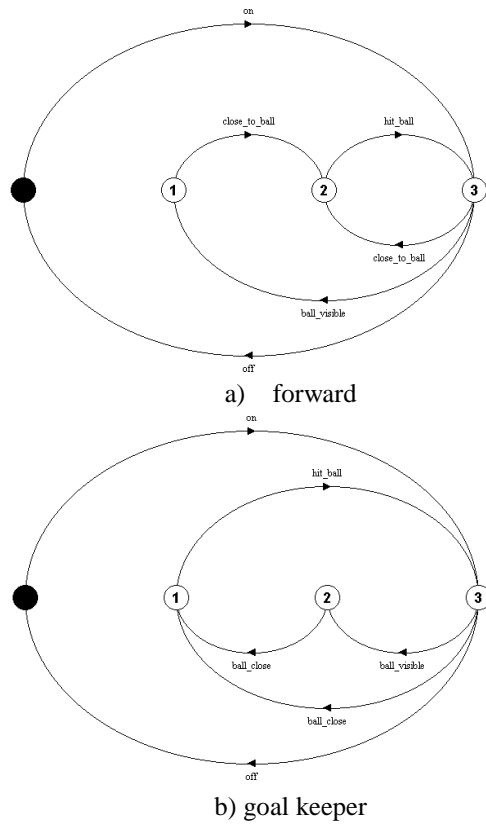 on
close_to_ball
hit_ball
1 2 3
close_to_ball
ball_visible
off
a) forward
on
hit_ball
1 2 3
ball_close
ball_visible
ball_close
off
b) goal keeper